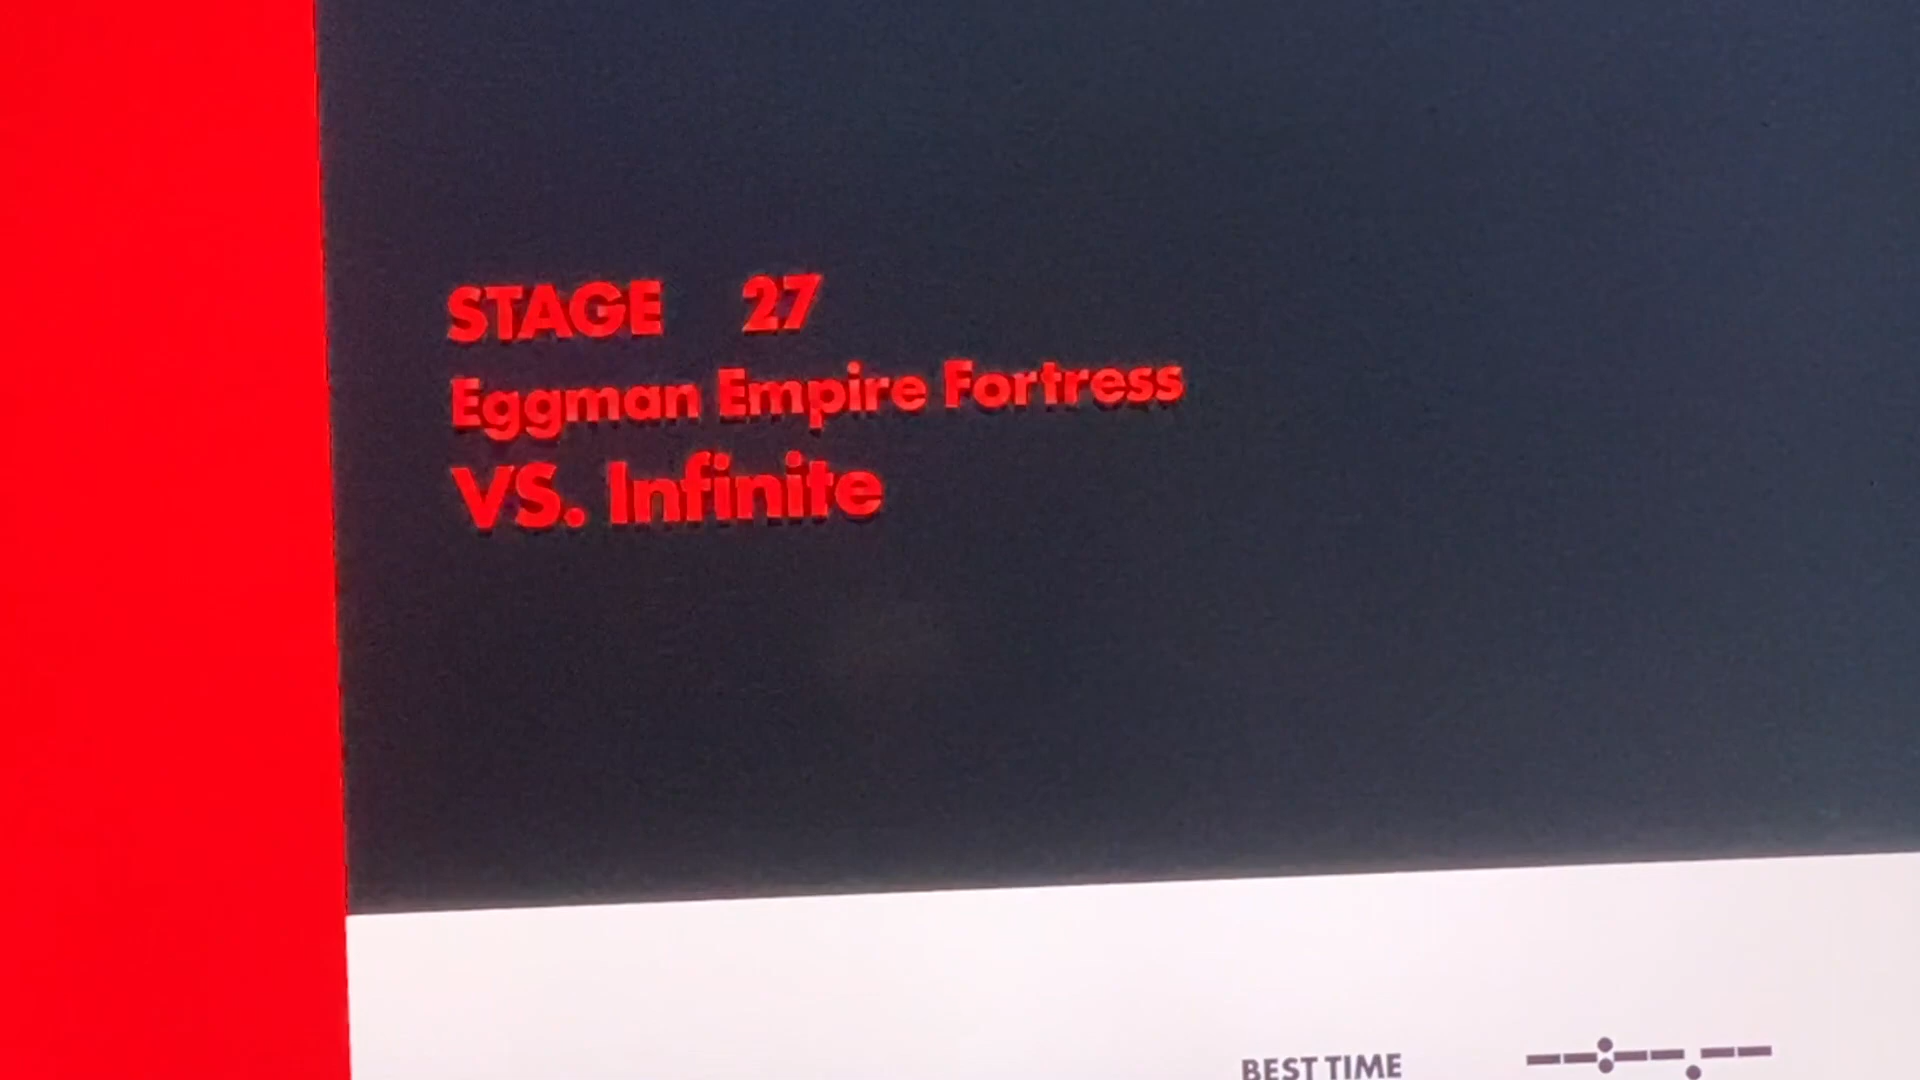 STAGE 27
Eggman Empire Fortress
VS. Infinite
BEST TIME --:--.--